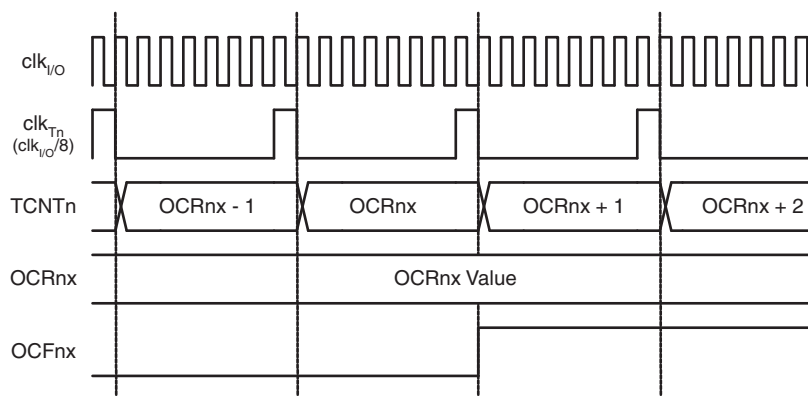 clkI/O
clkTn
(clkI/O/8)
TCNTn OCRnx - 1 OCRnx OCRnx + 1 OCRnx + 2
OCRnx OCRnx Value
OCFnx